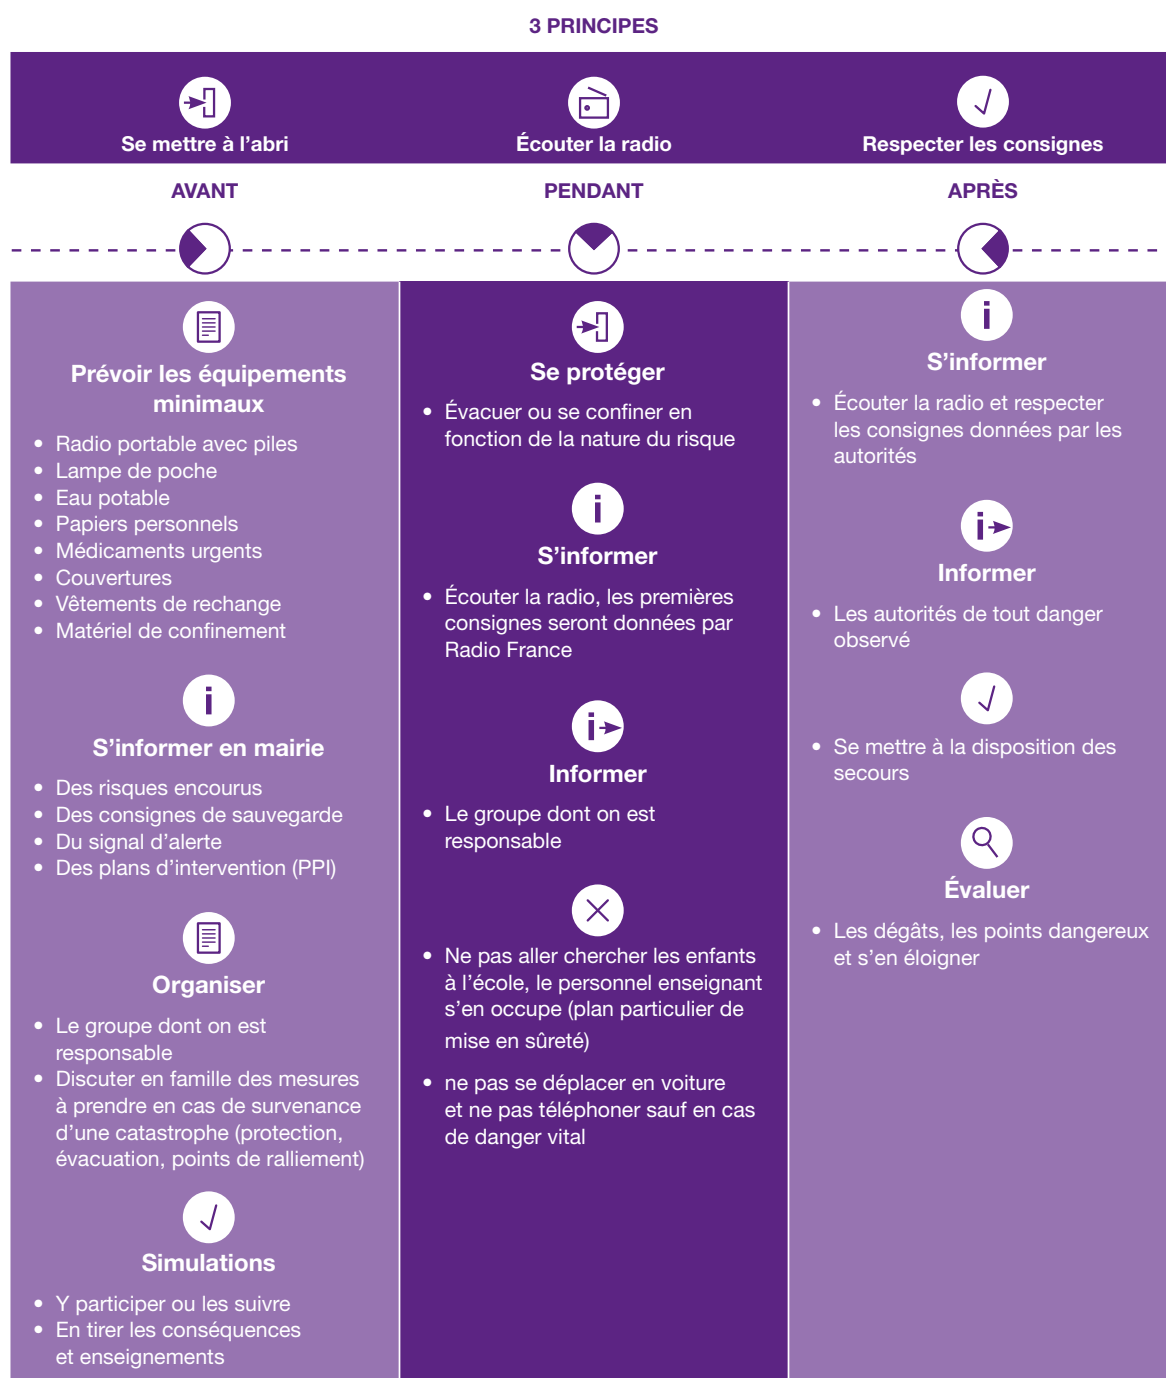 3 PRINCIPES
Se mettre à l'abri
Écouter la radio
Respecter les consignes
AVANT
PENDANT
APRÈS
Prévoir les équipements
minimaux
• Radio portable avec piles
• Lampe de poche
• Eau potable
• Papiers personnels
• Médicaments urgents
• Couvertures
• Vêtements de rechange
• Matériel de confinement
i
S'informer en mairie
• Des risques encourus
• Des consignes de sauvegarde
• Du signal d'alerte
• Des plans d'intervention (PPI)
Organiser
• Le groupe dont on est
responsable
• Discuter en famille des mesures
à prendre en cas de survenance
d'une catastrophe (protection,
évacuation, points de ralliement)
Simulations
• Y participer ou les suivre
• En tirer les conséquences
et enseignements
Se protéger
• Évacuer ou se confiner en
fonction de la nature du risque
i
S'informer
• Écouter la radio, les premières
consignes seront données par
Radio France
i
Informer
• Le groupe dont on est
responsable
• Ne pas aller chercher les enfants
à l'école, le personnel enseignant
s'en occupe (plan particulier de
mise en sûreté)
• ne pas se déplacer en voiture
et ne pas téléphoner sauf en cas
de danger vital
i
S'informer
• Écouter la radio et respecter
les consignes données par les
autorités
i
Informer
• Les autorités de tout danger
observé
• Se mettre à la disposition des
secours
Évaluer
• Les dégâts, les points dangereux
et s'en éloigner